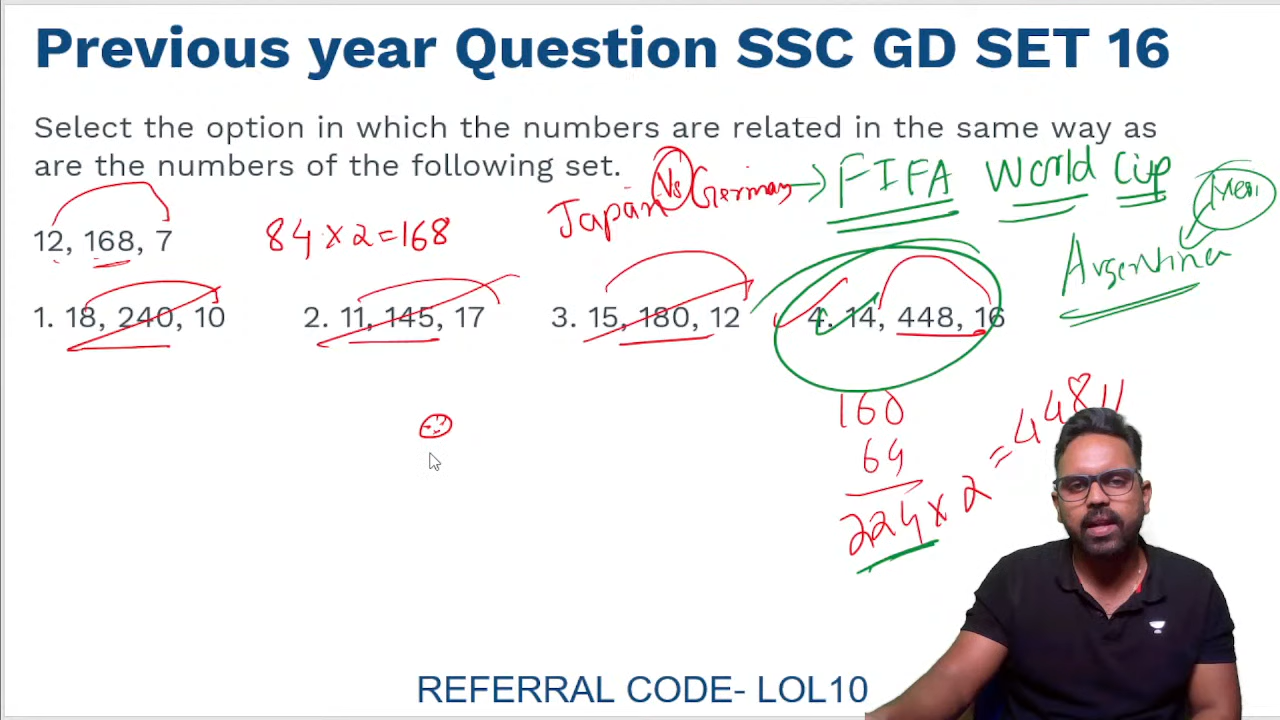 Previous year Question SSC GD SET 16
Select the option in which the numbers are related in the same way as
are the numbers of the following set.
Japan Vs German → FIFA World Cup
12, 168, 7
84 × 2 = 168
Argentina
1. 18, 240, 10
2. 11, 145, 17
3. 15, 180, 12
4. 14, 448, 16
160
64
224 × 2 = 448
REFERRAL CODE- LOL10